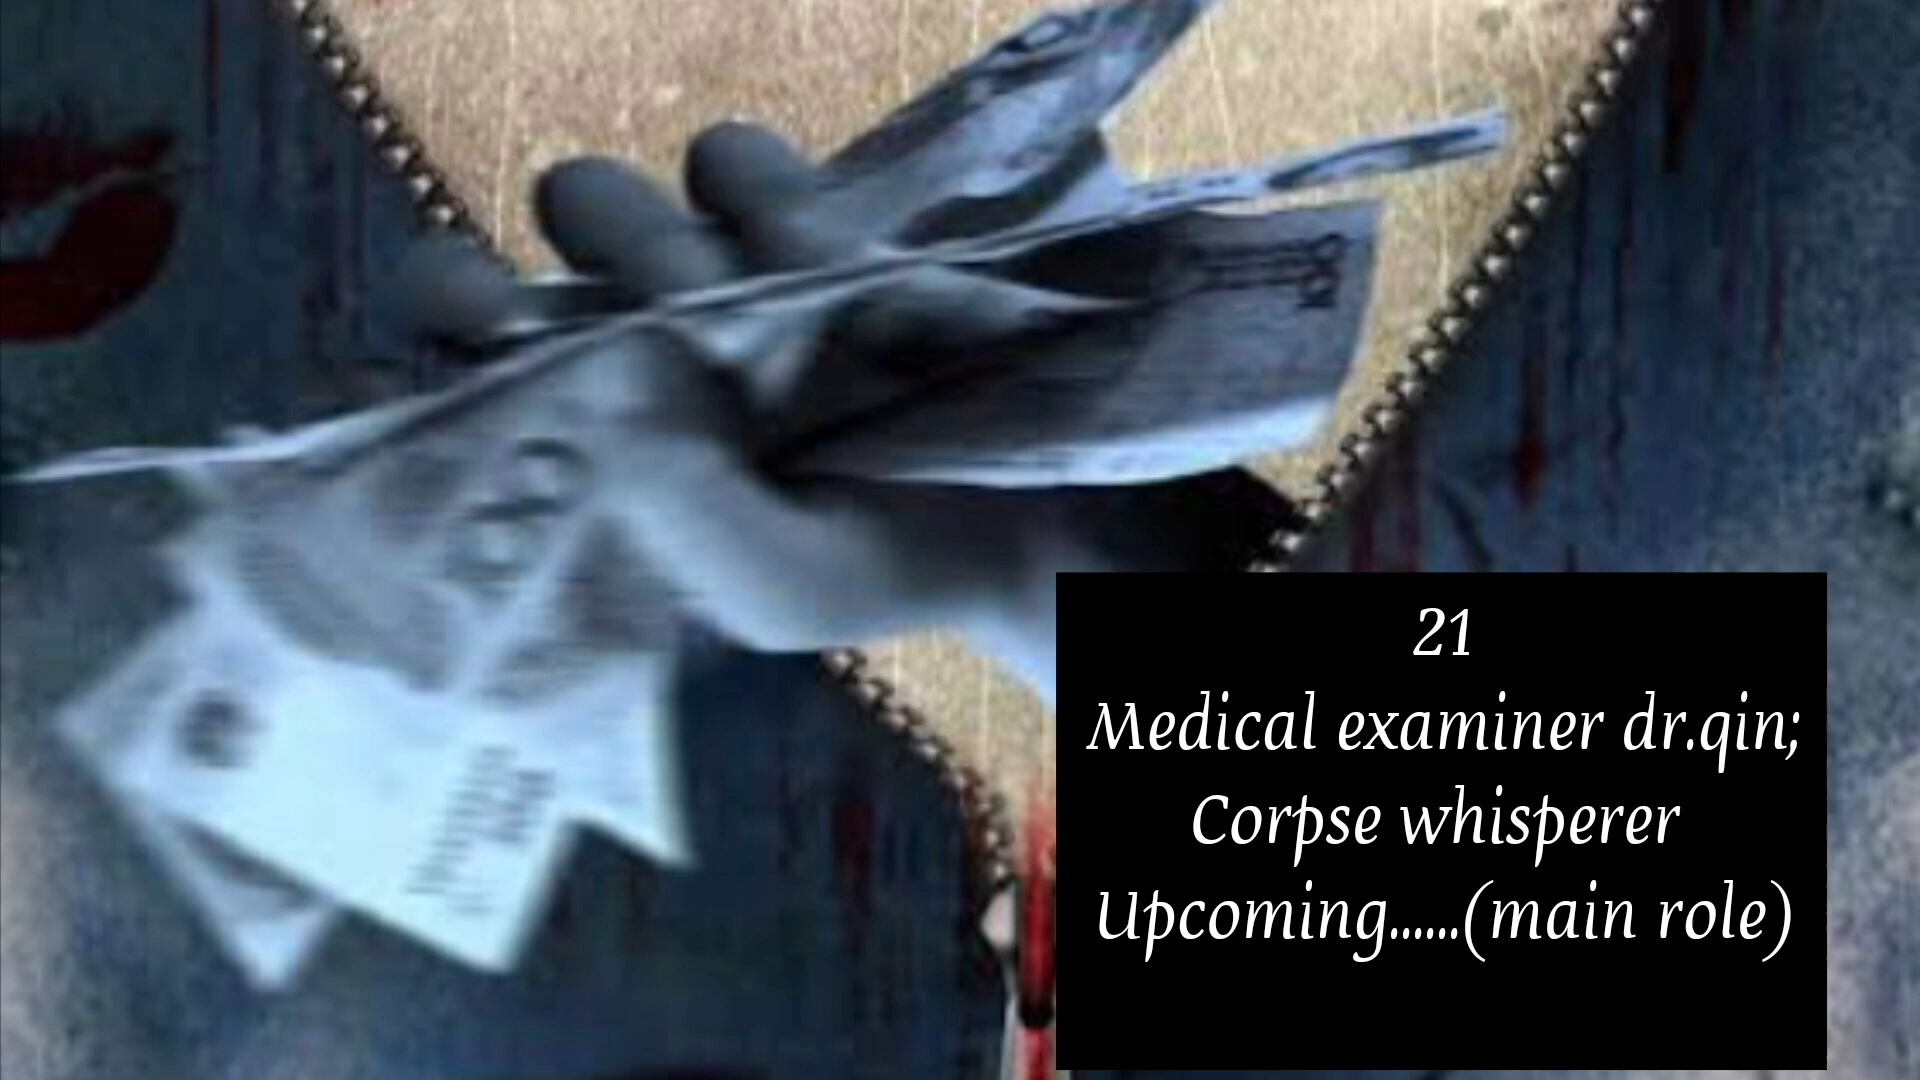 21
Medical examiner dr.qin;
Corpse whisperer
Upcoming......(main role)